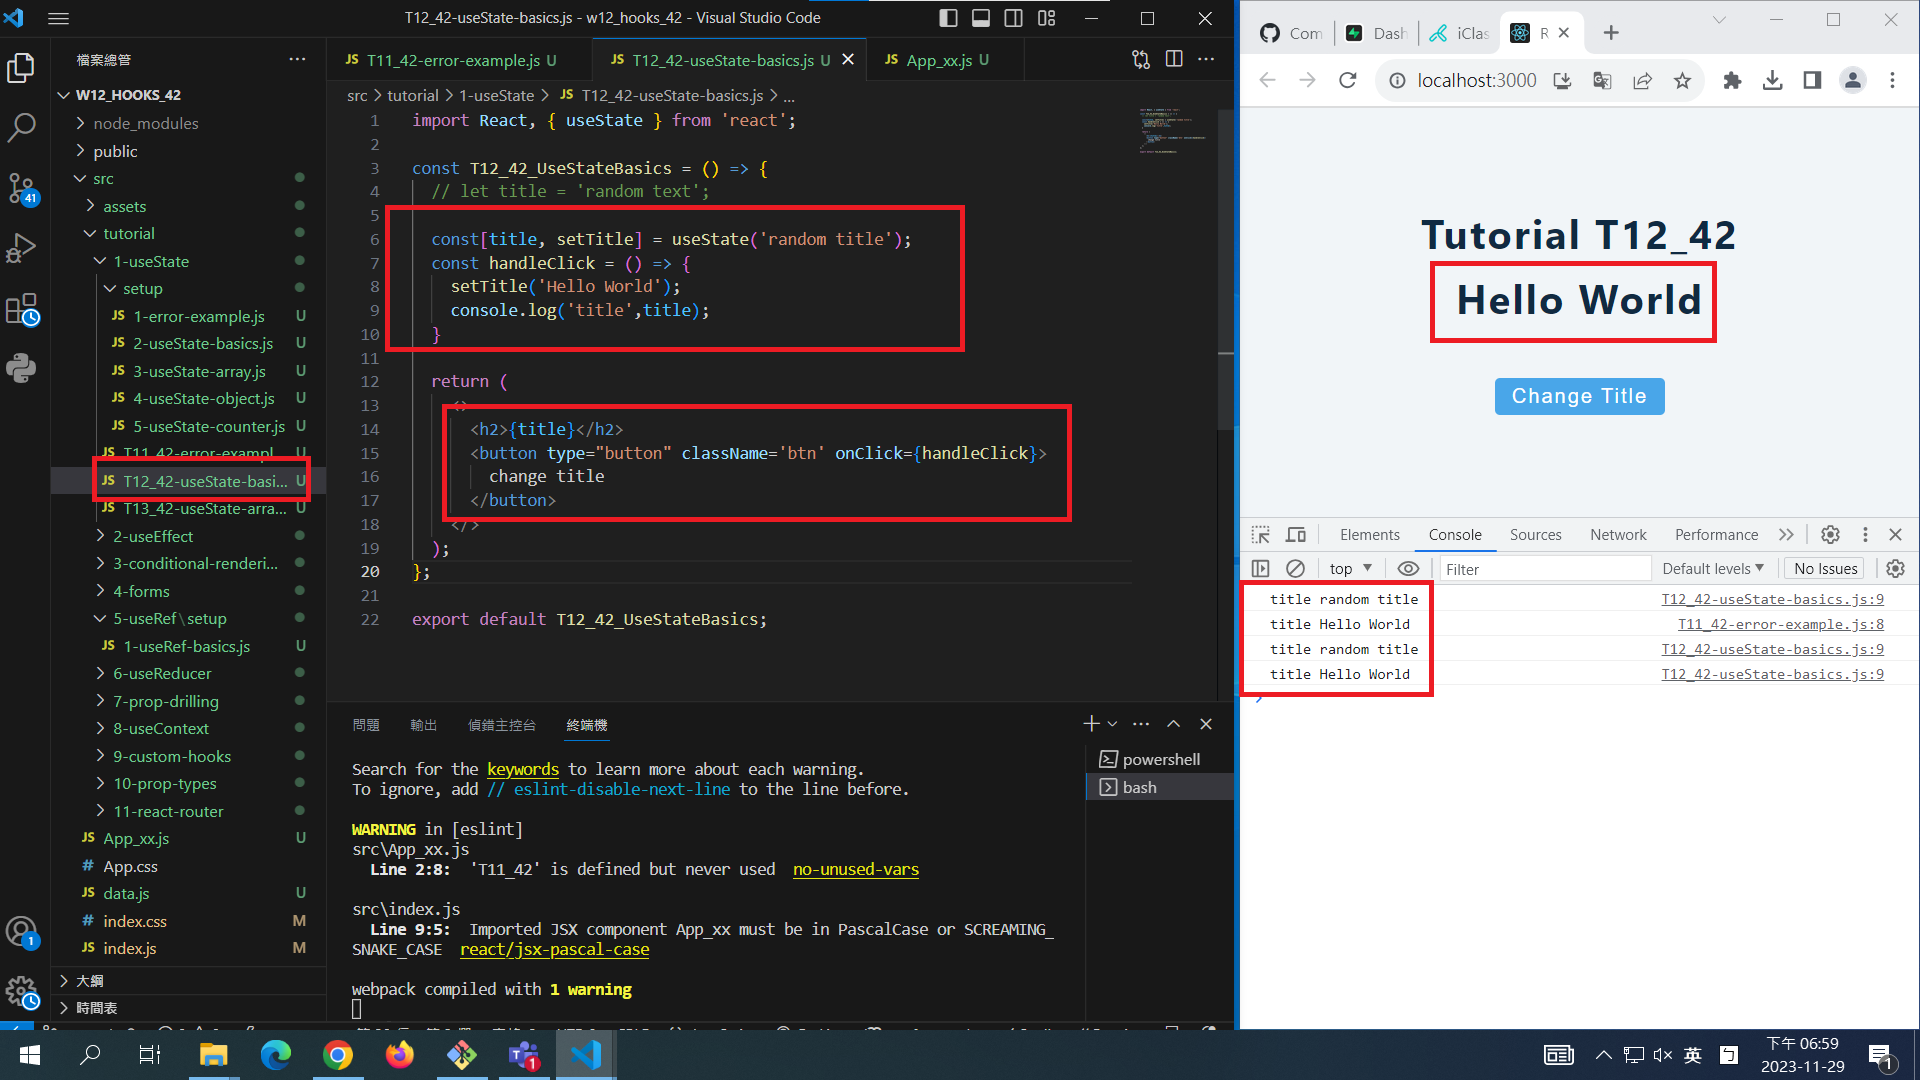 T12_42-useState-basics.js - w12_hooks_42 - Visual Studio Code
檔案總管
W12_HOOKS_42
node_modules
public
src
assets
tutorial
1-useState
setup
JS 1-error-example.js U
JS 2-useState-basics.js U
JS 3-useState-array.js U
JS 4-useState-object.js U
JS 5-useState-counter.js U
JS T11_42-error-exampl... U
JS T12_42-useState-basi... U
JS T13_42-useState-arra... U
2-useEffect
3-conditional-renderi...
4-forms
5-useRef\setup
JS 1-useRef-basics.js U
6-useReducer
7-prop-drilling
8-useContext
9-custom-hooks
10-prop-types
11-react-router
JS App_xx.js U
# App.css
JS data.js U
# index.css M
JS index.js M
大綱
時間表
41
1
JS T11_42-error-example.js U
JS T12_42-useState-basics.js U
JS App_xx.js U
src > tutorial > 1-useState > JS T12_42-useState-basics.js > ...
1 import React, { useState } from 'react';
2
3 const T12_42_UseStateBasics = () => {
4 // let title = 'random text';
5
6 const[title, setTitle] = useState('random title');
7 const handleClick = () => {
8 setTitle('Hello World');
9 console.log('title',title);
10 }
11
12 return (
13 <>
14 <h2>{title}</h2>
15 <button type="button" className='btn' onClick={handleClick}>
16 change title
17 </button>
18 </>
19 );
20 };
21
22 export default T12_42_UseStateBasics;
問題 輸出 偵錯主控台 終端機
powershell
bash
Search for the keywords to learn more about each warning.
To ignore, add // eslint-disable-next-line to the line before.
WARNING in [eslint]
src\App_xx.js
Line 2:8: 'T11_42' is defined but never used no-unused-vars
src\index.js
Line 9:5: Imported JSX component App_xx must be in PascalCase or SCREAMING_
SNAKE_CASE react/jsx-pascal-case
webpack compiled with 1 warning
Com
Dash
iClas
R
localhost:3000
Tutorial T12_42
Hello World
Change Title
Elements Console Sources Network Performance
top Filter Default levels No Issues
title random title T12_42-useState-basics.js:9
title Hello World T11_42-error-example.js:8
title random title T12_42-useState-basics.js:9
title Hello World T12_42-useState-basics.js:9
1
英
下午 06:59
2023-11-29
1